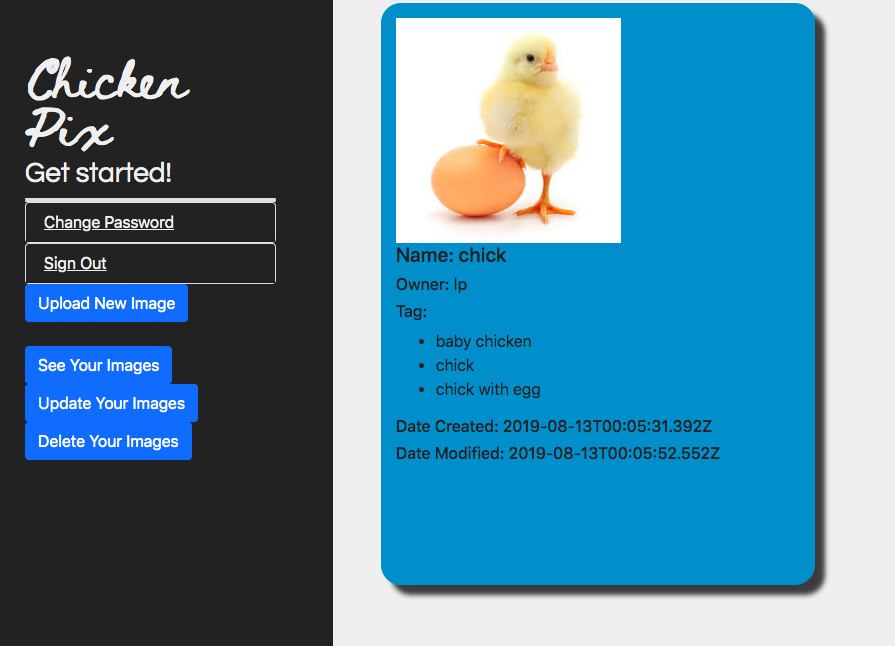 Chicken
Pix
Get started!
Change Password
Sign Out
Upload New Image
See Your Images
Update Your Images
Delete Your Images
Name: chick
Owner: lp
Tag:
baby chicken
chick
chick with egg
Date Created: 2019-08-13T00:05:31.392Z
Date Modified: 2019-08-13T00:05:52.552Z